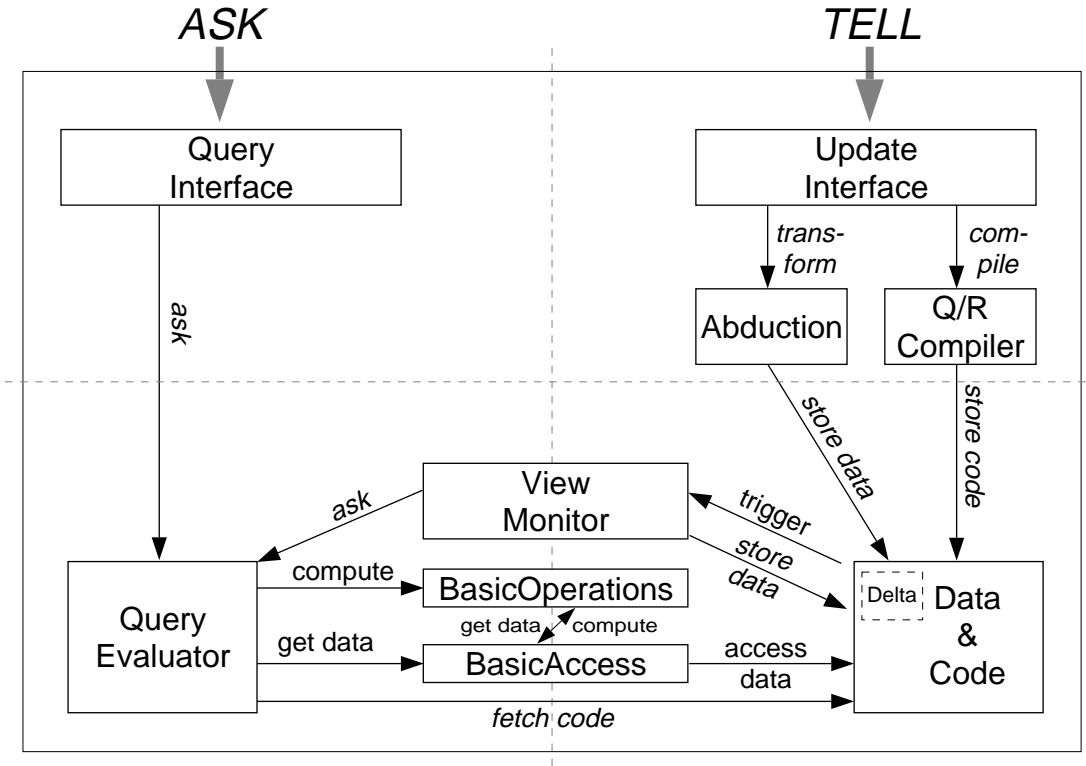 ASK
TELL
Query
Interface
Update
Interface
trans-
form
com-
pile
ask
Abduction
Q/R
Compiler
store data
store code
View
Monitor
ask
trigger
store
data
Query
Evaluator
compute
BasicOperations
get data
compute
get data
BasicAccess
access
data
Delta
Data
&
Code
fetch code